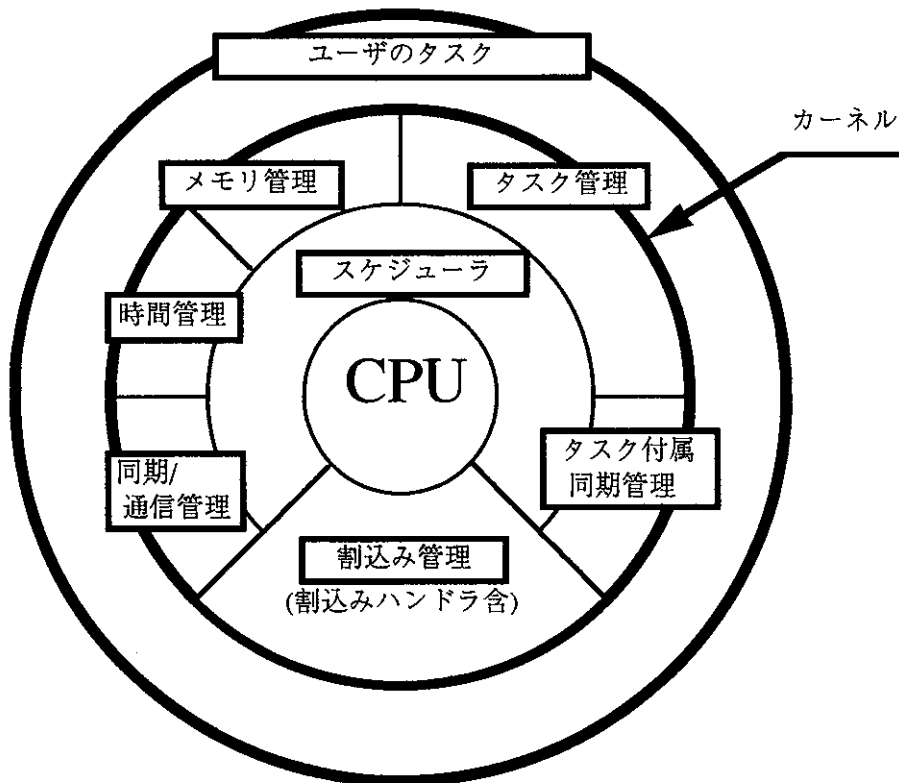 ユーザのタスク
カーネル
メモリ管理
タスク管理
スケジューラ
時間管理
CPU
タスク付属
同期管理
同期/
通信管理
割込み管理
(割込みハンドラ含)